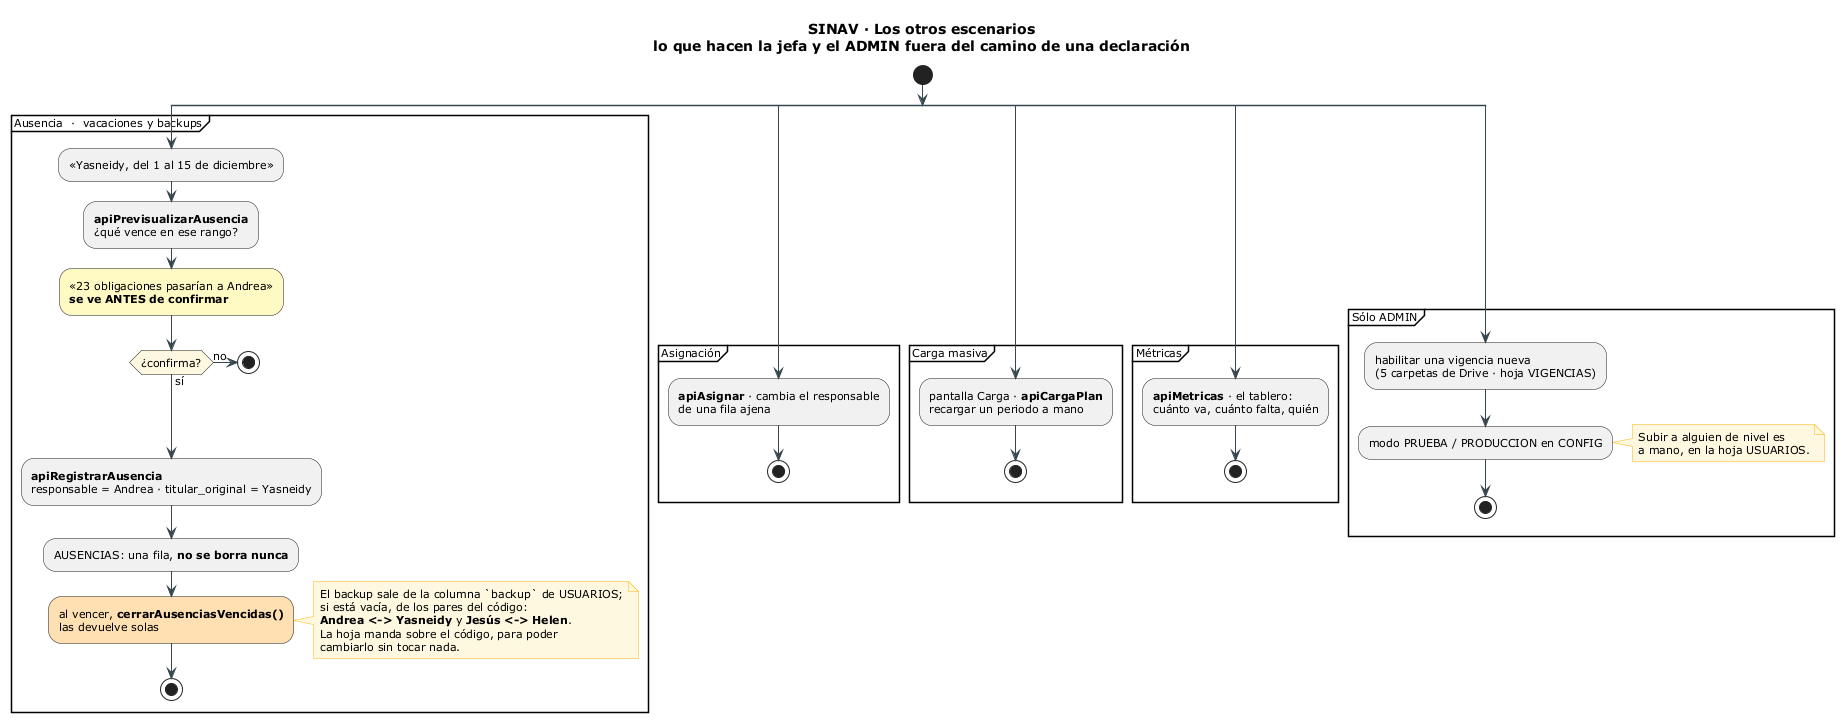 SINAV · Los otros escenarios
lo que hacen la jefa y el ADMIN fuera del camino de una declaración
Ausencia · vacaciones y backups
«Yasneidy, del 1 al 15 de diciembre»
apiPrevisualizarAusencia
¿qué vence en ese rango?
«23 obligaciones pasarían a Andrea»
se ve ANTES de confirmar
¿confirma?
no
sí
apiRegistrarAusencia
responsable = Andrea · titular_original = Yasneidy
AUSENCIAS: una fila, no se borra nunca
al vencer, cerrarAusenciasVencidas()
las devuelve solas
El backup sale de la columna `backup` de USUARIOS;
si está vacía, de los pares del código:
Andrea <-> Yasneidy y Jesús <-> Helen.
La hoja manda sobre el código, para poder
cambiarlo sin tocar nada.
Asignación
apiAsignar · cambia el responsable
de una fila ajena
Carga masiva
pantalla Carga · apiCargaPlan
recargar un periodo a mano
Métricas
apiMetricas · el tablero:
cuánto va, cuánto falta, quién
Sólo ADMIN
habilitar una vigencia nueva
(5 carpetas de Drive · hoja VIGENCIAS)
modo PRUEBA / PRODUCCION en CONFIG
Subir a alguien de nivel es
a mano, en la hoja USUARIOS.